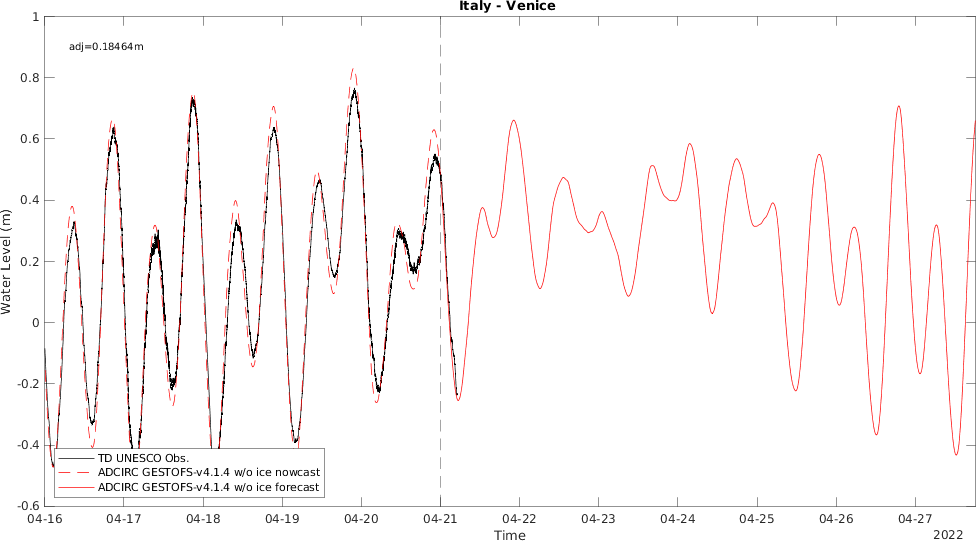 Italy - Venice
adj=0.18464m
1
0.8
0.6
0.4
0.2
0
-0.2
-0.4
-0.6
Water Level (m)
TD UNESCO Obs.
ADCIRC GESTOFS-v4.1.4 w/o ice nowcast
ADCIRC GESTOFS-v4.1.4 w/o ice forecast
04-16 04-17 04-18 04-19 04-20 04-21 04-22 04-23 04-24 04-25 04-26 04-27
Time
2022